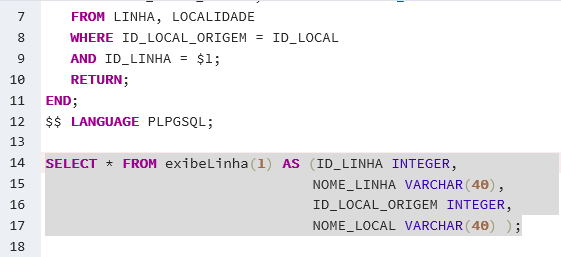 7 FROM LINHA, LOCALIDADE
8 WHERE ID_LOCAL_ORIGEM = ID_LOCAL
9 AND ID_LINHA = $1;
10 RETURN;
11 END;
12 $$ LANGUAGE PLPGSQL;
13
14 SELECT * FROM exibeLinha(1) AS (ID_LINHA INTEGER,
15 NOME_LINHA VARCHAR(40),
16 ID_LOCAL_ORIGEM INTEGER,
17 NOME_LOCAL VARCHAR(40) );
18